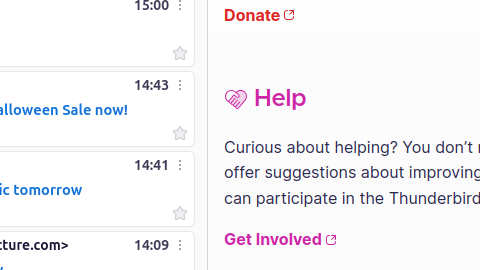 15:00
14:43
alloween Sale now!
14:41
ic tomorrow
cture.com>
14:09
Donate
Help
Curious about helping? You don't
offer suggestions about improving
can participate in the Thunderbird
Get Involved